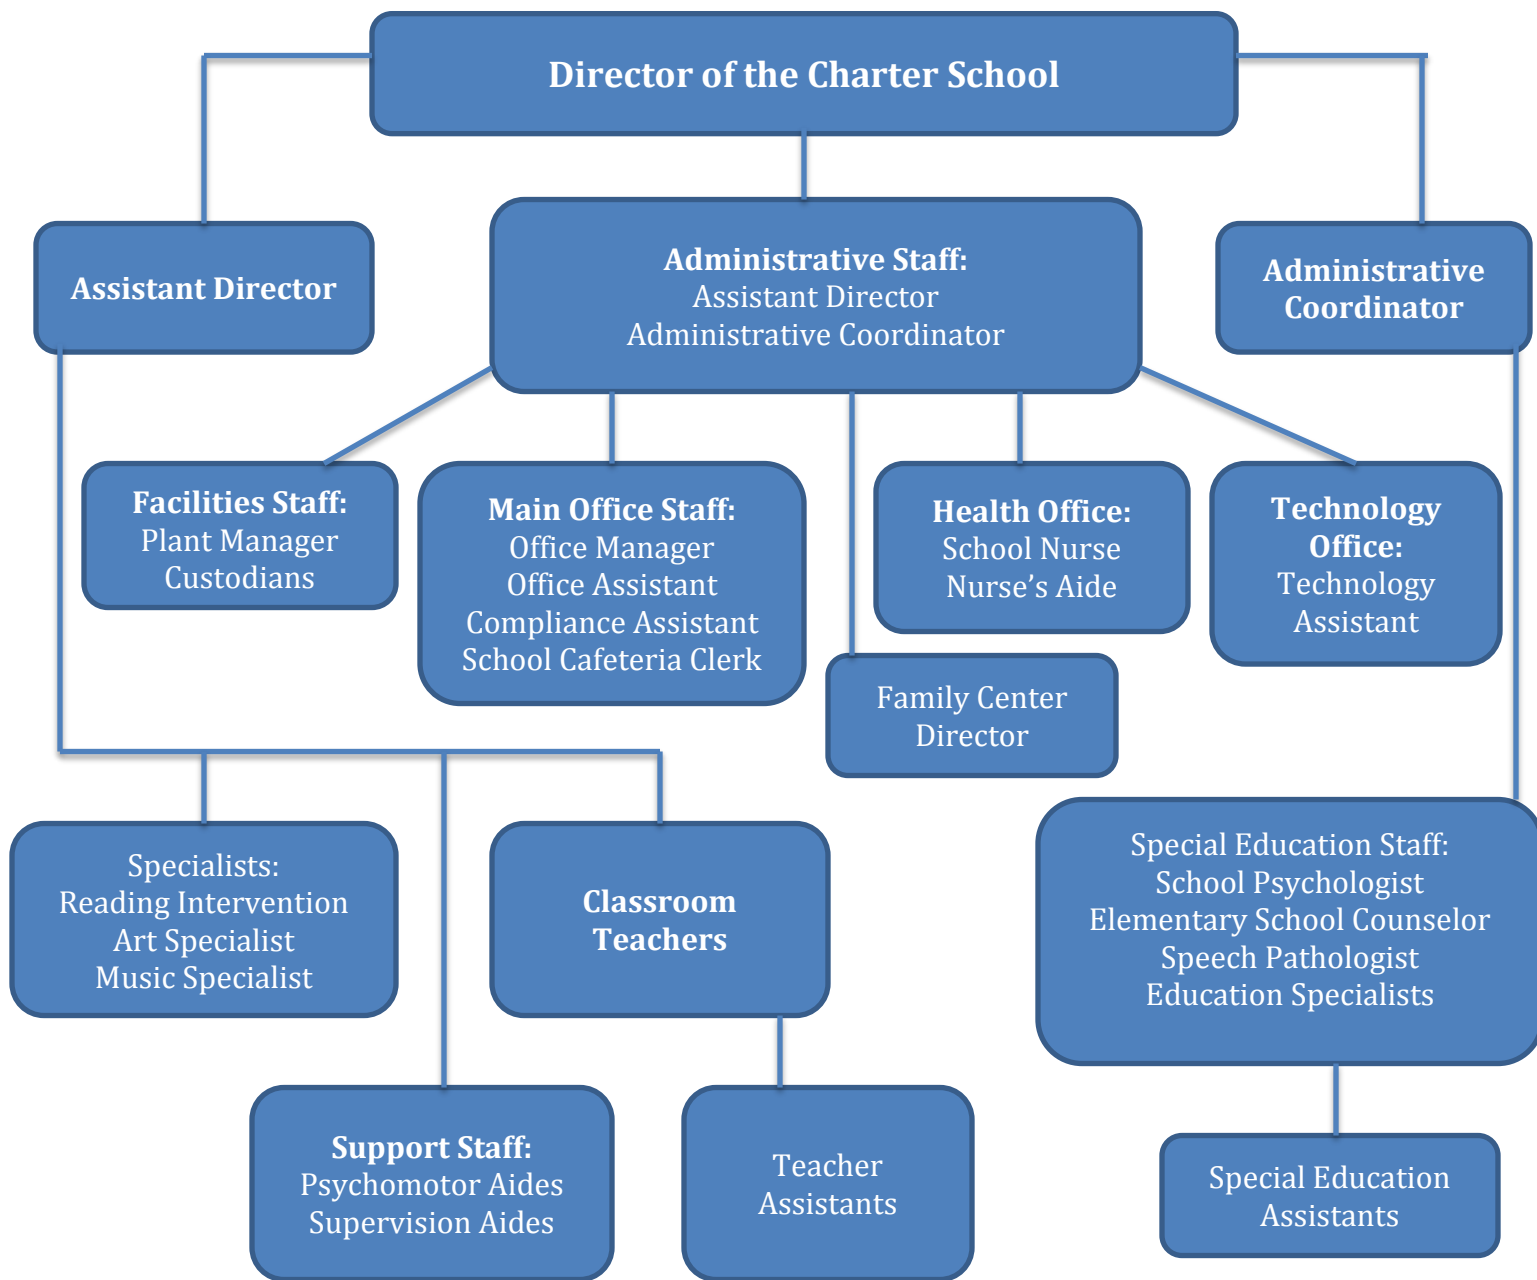 Director of the Charter School
Assistant Director
Administrative Staff:
Assistant Director
Administrative Coordinator
Administrative
Coordinator
Facilities Staff:
Plant Manager
Custodians
Main Office Staff:
Office Manager
Office Assistant
Compliance Assistant
School Cafeteria Clerk
Health Office:
School Nurse
Nurse’s Aide
Technology
Office:
Technology
Assistant
Family Center
Director
Specialists:
Reading Intervention
Art Specialist
Music Specialist
Classroom
Teachers
Special Education Staff:
School Psychologist
Elementary School Counselor
Speech Pathologist
Education Specialists
Support Staff:
Psychomotor Aides
Supervision Aides
Teacher
Assistants
Special Education
Assistants